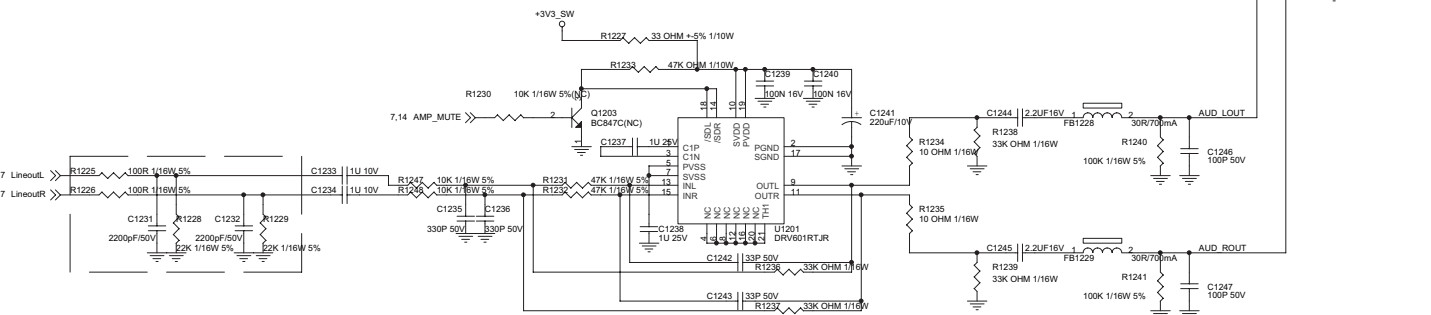 +3V3_SW
R1227 33 OHM +-5% 1/10W
R1233 47K OHM 1/10W
C1239
100N 16V
C1240
100N 16V
R1230 10K 1/16W 5%(NC)
7,14 AMP_MUTE
2
1
Q1203
BC847C(NC)
18
14
10
19
/SDL
/SDR
SVDD
PVDD
C1241
220uF/10V
+
C1237 1U 25V
3
5
7
13
15
C1P
C1N
PVSS
SVSS
INL
INR
PGND
SGND
OUTL
OUTR
2
17
9
11
NC
NC
NC
NC
NC
NC
TH1
4
6
8
12
16
20
21
U1201
DRV601RTJR
R1234
10 OHM 1/16W
R1238
33K OHM 1/16W
C1244 2.2UF16V
1
FB1228
2
30R/700mA
AUD_LOUT
R1240
100K 1/16W 5%
C1246
100P 50V
7 LineoutL
R1225 100R 1/16W 5%
7 LineoutR
R1226 100R 1/16W 5%
C1233 1U 10V
C1234 1U 10V
R1247 10K 1/16W 5%
R1248 10K 1/16W 5%
R1231 47K 1/16W 5%
R1232 47K 1/16W 5%
C1231
2200pF/50V
R1228
22K 1/16W 5%
C1232
2200pF/50V
R1229
22K 1/16W 5%
C1235
330P 50V
C1236
330P 50V
C1238
1U 25V
R1235
10 OHM 1/16W
C1242 33P 50V
R1236 33K OHM 1/16W
C1243 33P 50V
R1237 33K OHM 1/16W
C1245 2.2UF16V
1
FB1229
2
30R/700mA
AUD_ROUT
R1239
33K OHM 1/16W
R1241
100K 1/16W 5%
C1247
100P 50V